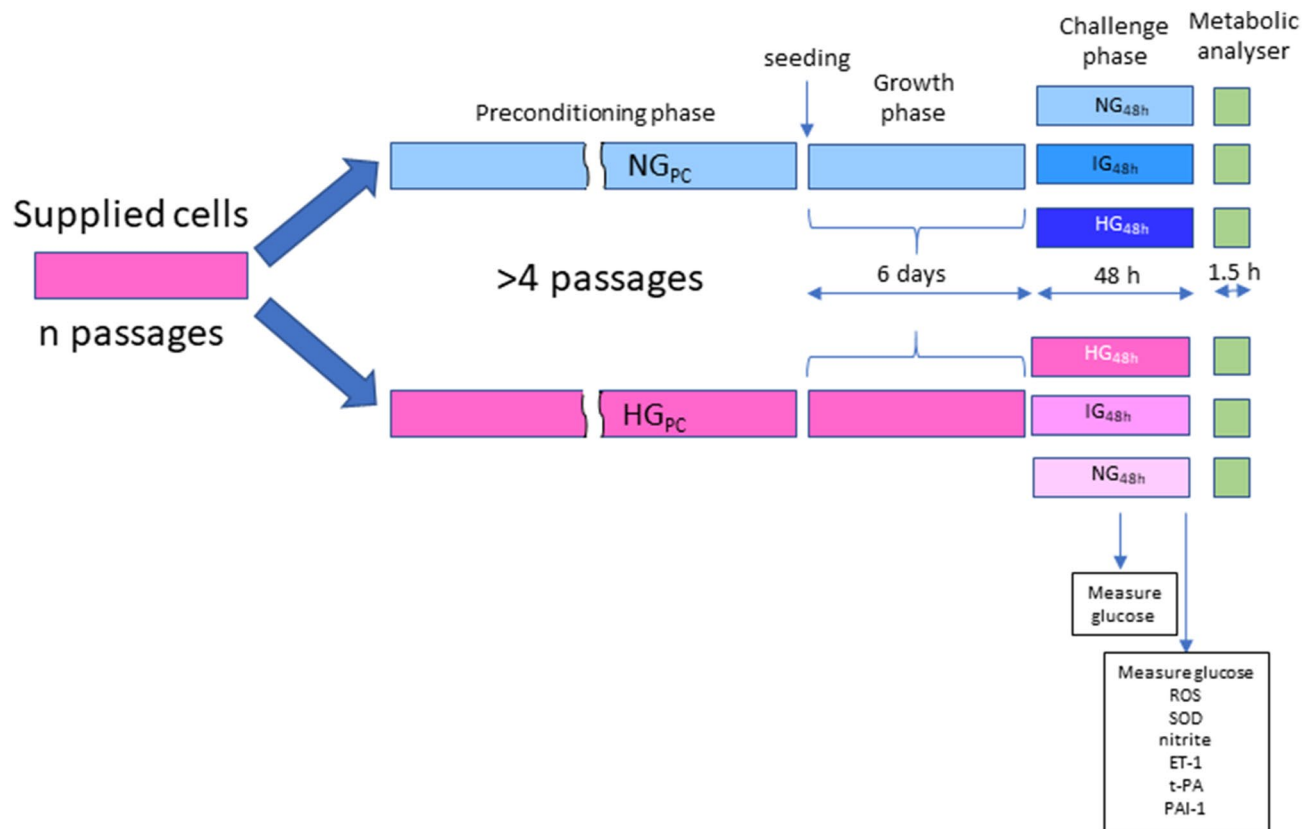 Challenge
phase
Metabolic
analyser
seeding
Growth
phase
Preconditioning phase
NG48h
NGPC
IG48h
Supplied cells
HG48h
>4 passages
6 days
48 h
1.5 h
n passages
HG48h
HGPC
IG48h
NG48h
Measure
glucose
Measure glucose
ROS
SOD
nitrite
ET-1
t-PA
PAI-1